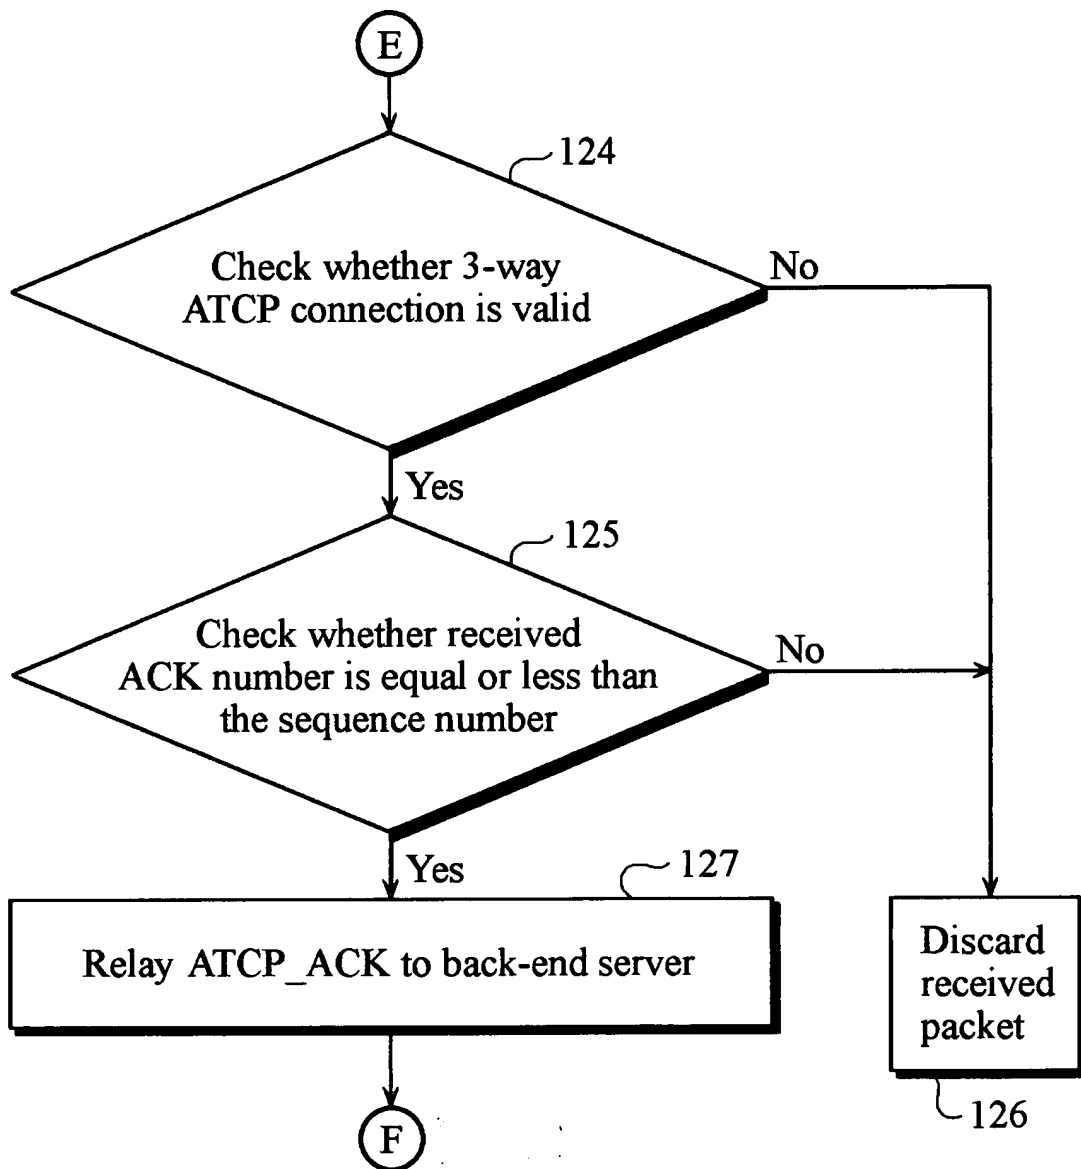 E
124
Check whether 3-way
ATCP connection is valid
No
Yes
125
Check whether received
ACK number is equal or less than
the sequence number
No
Yes
127
Relay ATCP_ACK to back-end server
Discard
received
packet
126
F